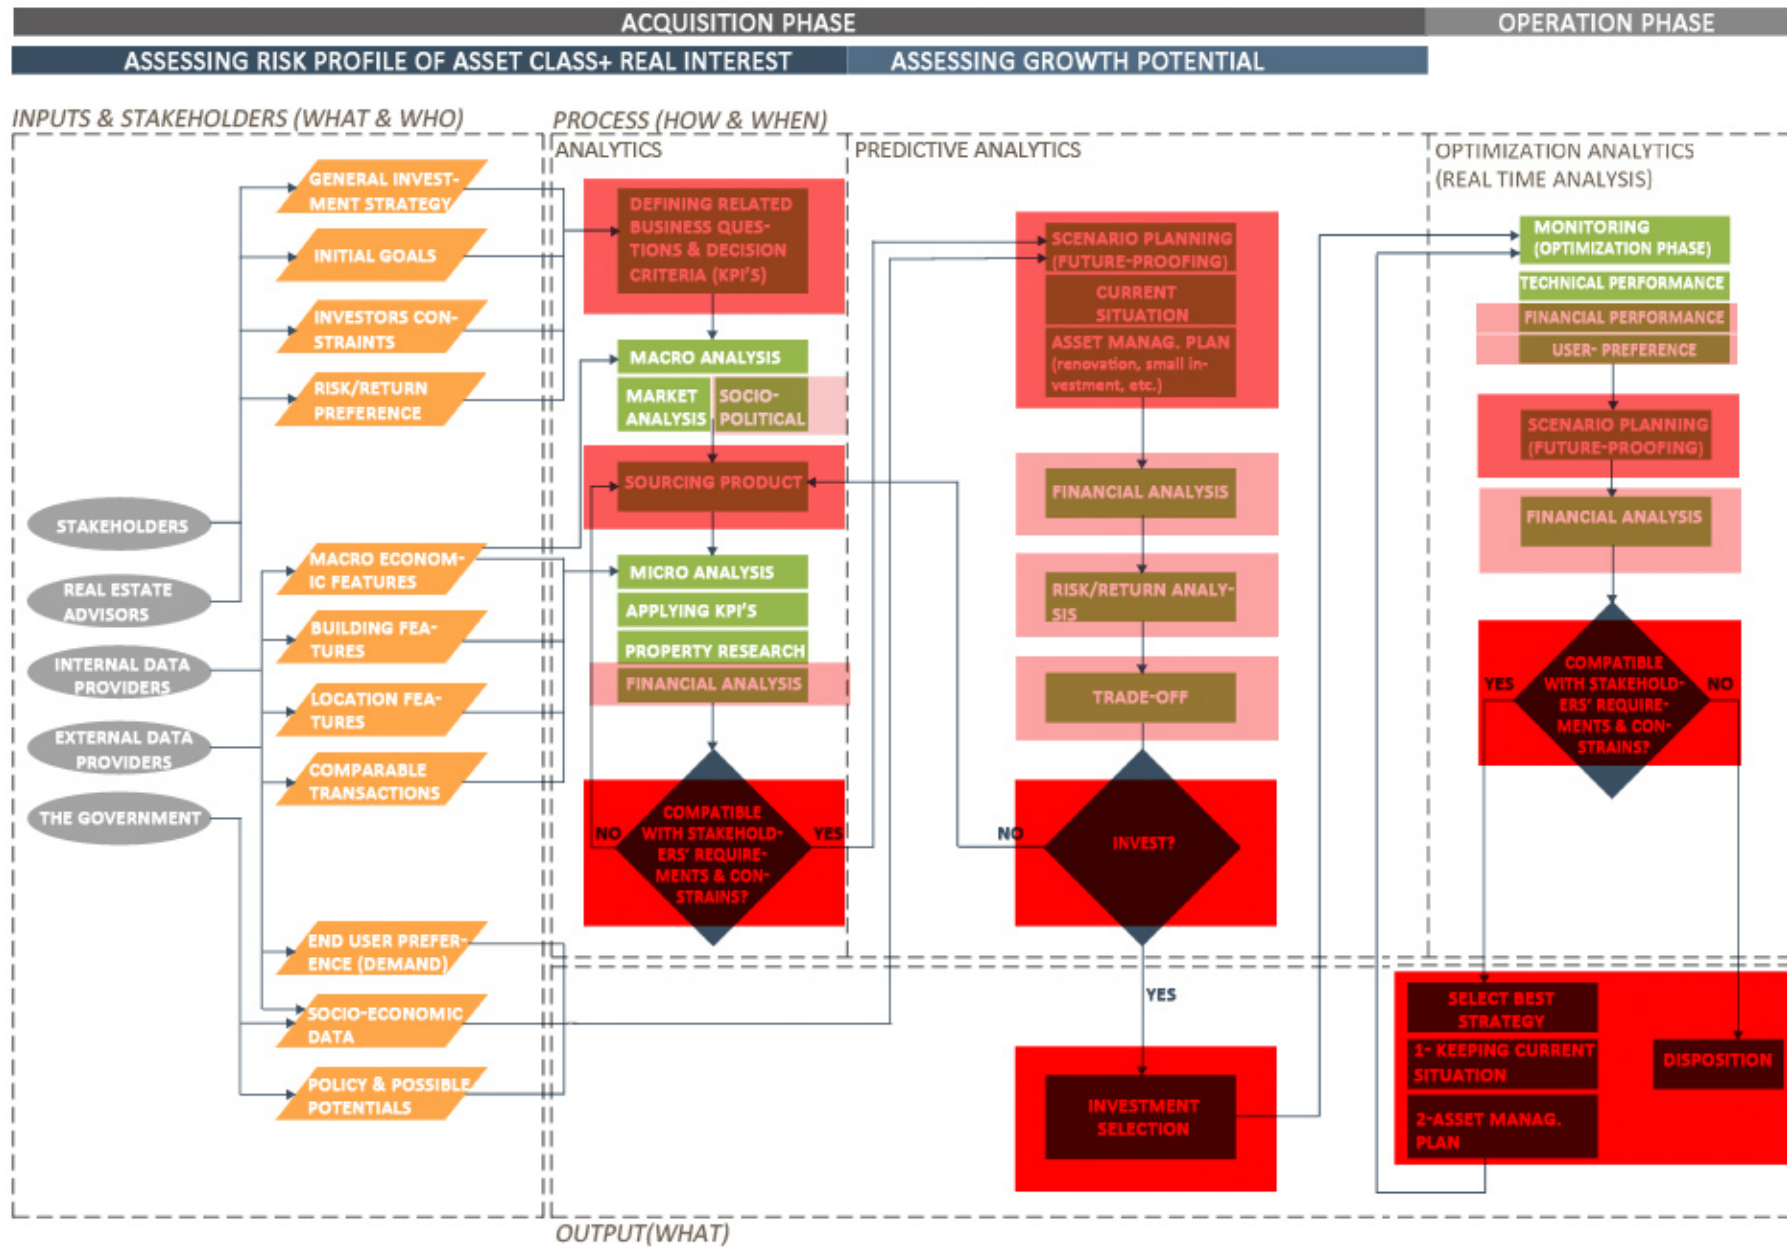 ACQUISITION PHASE
OPERATION PHASE
ASSESSING RISK PROFILE OF ASSET CLASS+ REAL INTEREST
ASSESSING GROWTH POTENTIAL
INPUTS & STAKEHOLDERS (WHAT & WHO)
STAKEHOLDERS
REAL ESTATE
ADVISORS
INTERNAL DATA
PROVIDERS
EXTERNAL DATA
PROVIDERS
THE GOVERNMENT
GENERAL INVEST-
MENT STRATEGY
INITIAL GOALS
INVESTORS CON-
STRAINTS
RISK/RETURN
PREFERENCE
MACRO ECONOM-
IC FEATURES
BUILDING FEA-
TURES
LOCATION FEA-
TURES
COMPARABLE
TRANSACTIONS
END USER PREFER-
ENCE (DEMAND)
SOCIO-ECONOMIC
DATA
POLICY & POSSIBLE
POTENTIALS
PROCESS (HOW & WHEN)
ANALYTICS
DEFINING RELATED
BUSINESS QUES-
TIONS & DECISION
CRITERIA (KPI'S)
MACRO ANALYSIS
MARKET
ANALYSIS
SOCIO-
POLITICAL
SOURCING PRODUCT
MICRO ANALYSIS
APPLYING KPI'S
PROPERTY RESEARCH
FINANCIAL ANALYSIS
NO
COMPATIBLE
WITH STAKEHOLD-
ERS' REQUIRE-
MENTS & CON-
STRAINS?
YES
PREDICTIVE ANALYTICS
SCENARIO PLANNING
(FUTURE-PROOFING)
CURRENT
SITUATION
ASSET MANAG. PLAN
(renovation, small in-
vestment, etc.)
FINANCIAL ANALYSIS
RISK/RETURN ANALY-
SIS
TRADE-OFF
NO
INVEST?
YES
INVESTMENT
SELECTION
OPTIMIZATION ANALYTICS
(REAL TIME ANALYSIS)
MONITORING
(OPTIMIZATION PHASE)
TECHNICAL PERFORMANCE
FINANCIAL PERFORMANCE
USER- PREFERENCE
SCENARIO PLANNING
(FUTURE-PROOFING)
FINANCIAL ANALYSIS
YES
COMPATIBLE
WITH STAKEHOLD-
ERS' REQUIRE-
MENTS & CON-
STRAINS?
NO
SELECT BEST
STRATEGY
1- KEEPING CURRENT
SITUATION
2-ASSET MANAG.
PLAN
DISPOSITION
OUTPUT(WHAT)